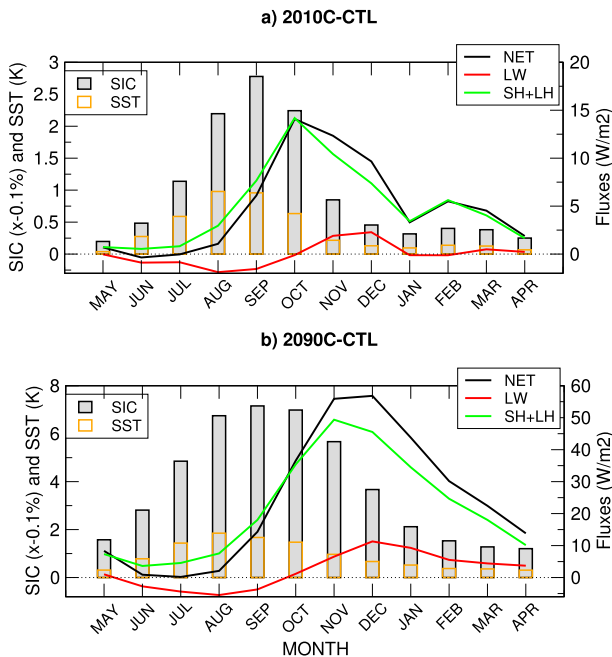 a) 2010C-CTL
SIC (x-0.1%) and SST (K)
3
2.5
2
1.5
1
0.5
0
SIC
SST
NET
LW
SH+LH
20
15
10
5
0
Fluxes (W/m2)
MAY JUN JUL AUG SEP OCT NOV DEC JAN FEB MAR APR
b) 2090C-CTL
SIC (x-0.1%) and SST (K)
8
6
4
2
0
SIC
SST
NET
LW
SH+LH
60
50
40
30
20
10
0
Fluxes (W/m2)
MAY JUN JUL AUG SEP OCT NOV DEC JAN FEB MAR APR
MONTH